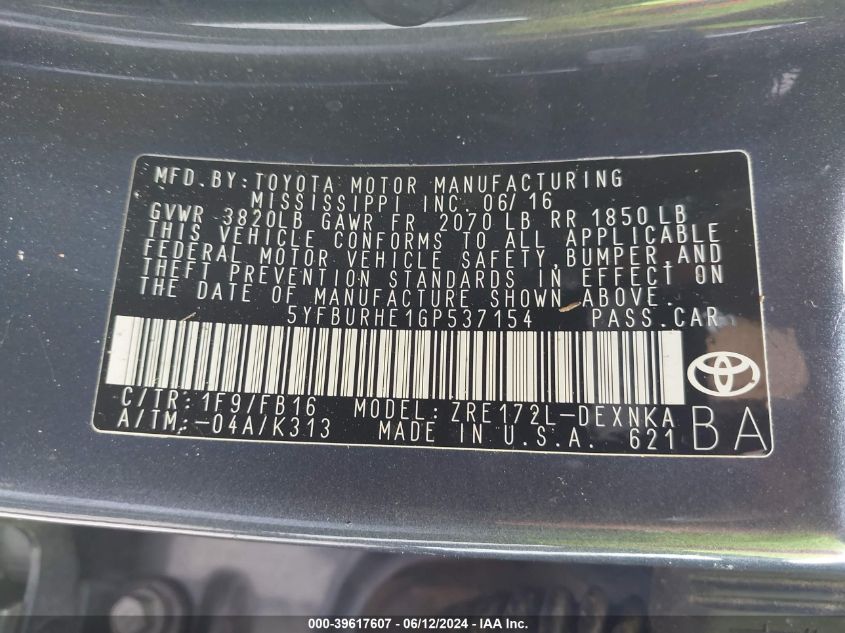 MFD. BY: TOYOTA MOTOR MANUFACTURING
MISSISSIPPI INC. 06/16
GVWR 3820LB GAWR FR 2070 LB RR 1850 LB
THIS VEHICLE CONFORMS TO ALL APPLICABLE
FEDERAL MOTOR VEHICLE SAFETY, BUMPER, AND
THEFT PREVENTION STANDARDS IN EFFECT ON
THE DATE OF MANUFACTURE SHOWN ABOVE.
5YFBURHE1GP537154 PASS. CAR
C/TR: 1F9/FB16 MODEL: ZRE172L-DEXNKA
A/TM: -04A/K313 MADE IN U.S.A. 621 BA
000-39617607 - 06/12/2024 - IAA Inc.